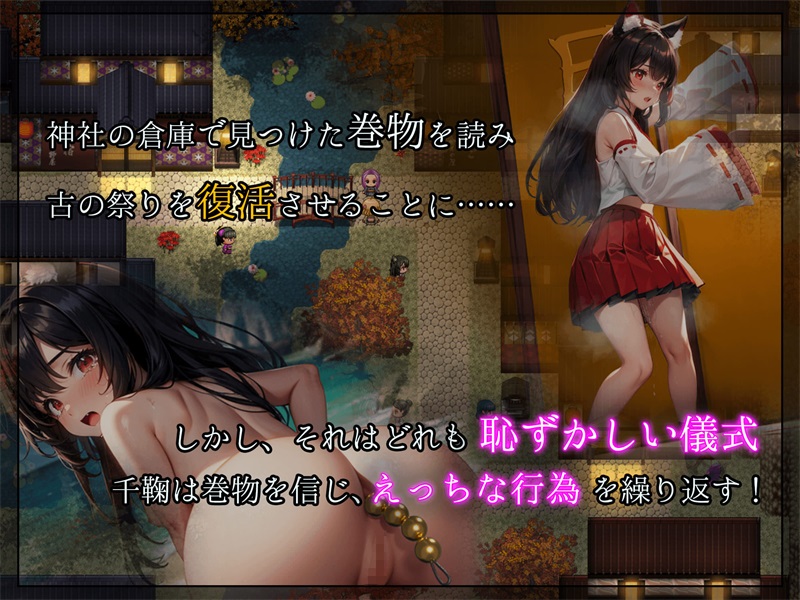 神社の倉庫で見つけた巻物を読み
古の祭りを復活させることに……
しかし、それはどれも 恥ずかしい儀式
千鞠は巻物を信じ、えっちな行為 を繰り返す！